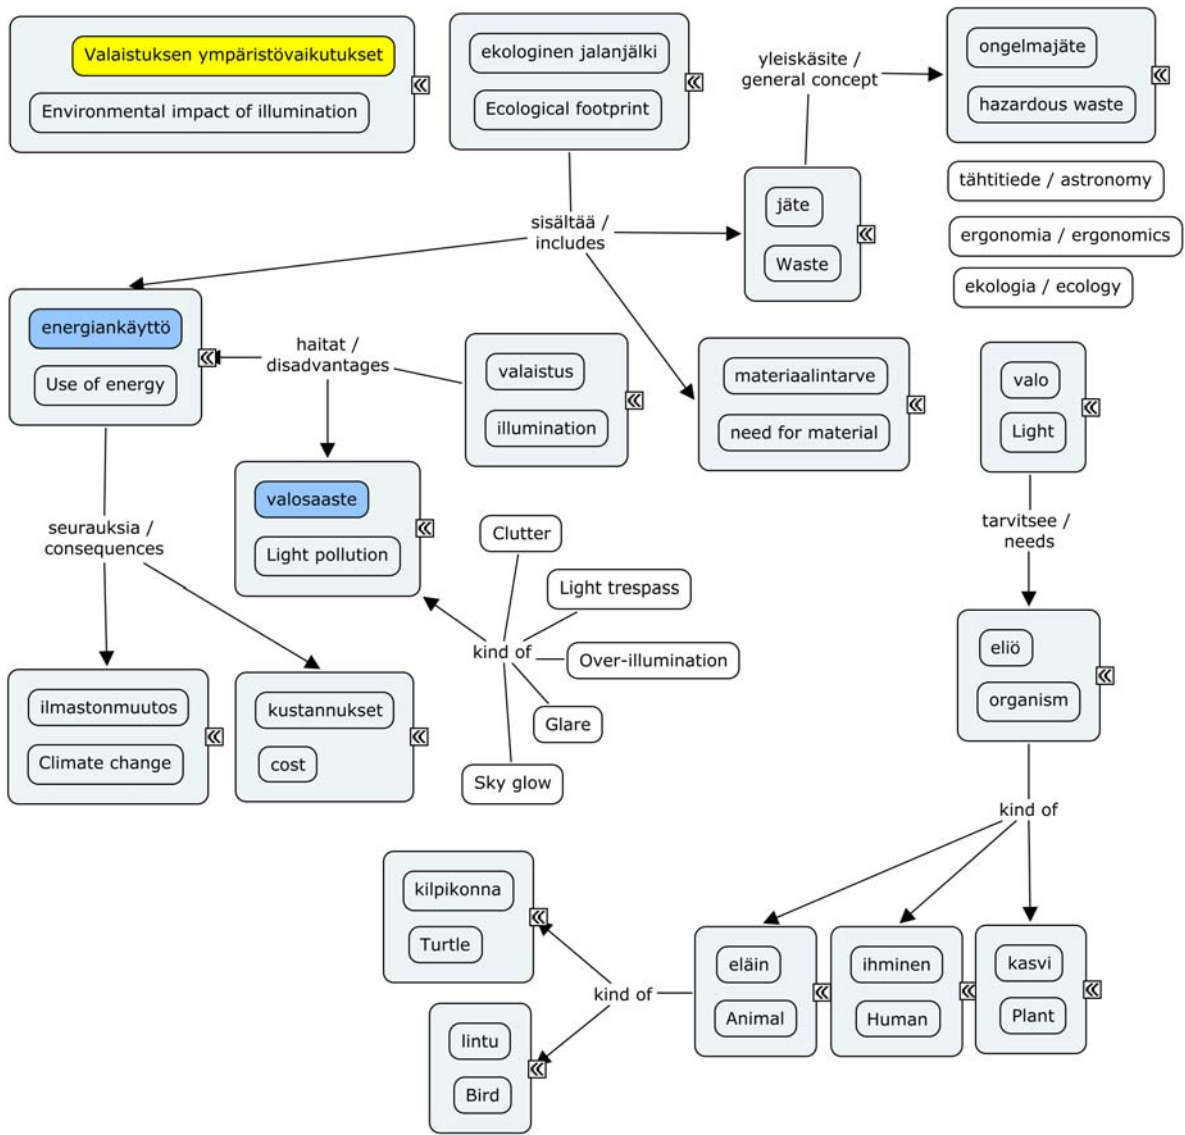 Valaistuksen ympäristövaikutukset
Environmental impact of illumination
ekologinen jalanjälki
Ecological footprint
yleiskäsite /
general concept
ongelmajäte
hazardous waste
tähtitiede / astronomy
ergonomia / ergonomics
ekologia / ecology
jäte
Waste
sisältää /
includes
energiankäyttö
Use of energy
haitat /
disadvantages
valaistus
illumination
materiaalintarve
need for material
valo
Light
valosaaste
Light pollution
seurauksia /
consequences
Clutter
Light trespass
kind of
Over-illumination
Glare
Sky glow
tarvitsee /
needs
eliö
organism
ilmastonmuutos
Climate change
kustannukset
cost
kind of
kilpikonna
Turtle
kind of
eläin
Animal
ihminen
Human
kasvi
Plant
lintu
Bird